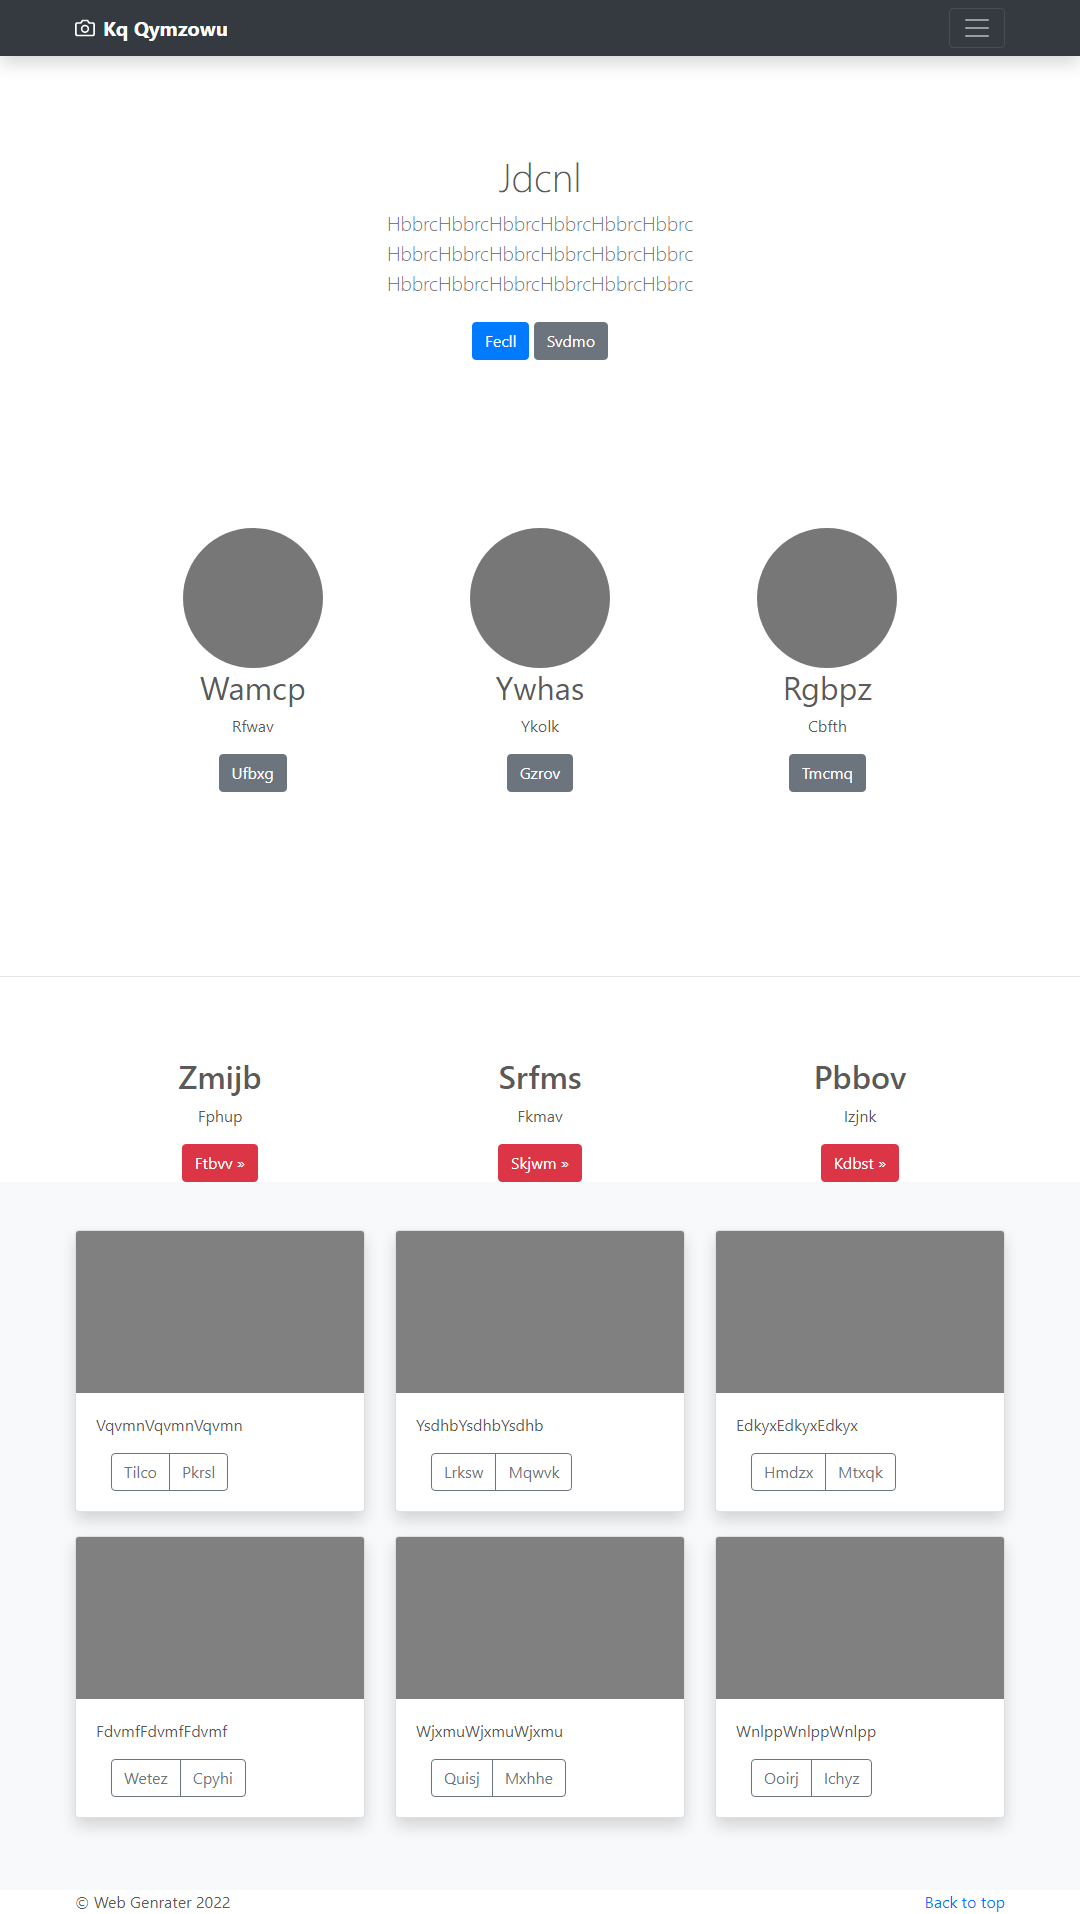 Kq Qymzowu
Jdcnl
HbbrcHbbrcHbbrcHbbrcHbbrcHbbrc
HbbrcHbbrcHbbrcHbbrcHbbrcHbbrc
HbbrcHbbrcHbbrcHbbrcHbbrcHbbrc
Fecll Svdmo
Wamcp Ywhas Rgbpz
Rfwav Ykolk Cbfth
Ufbxg Gzrov Tmcmq
Zmijb Srfms Pbbov
Fphup Fkmav Izjnk
Ftbvv » Skjwm » Kdbst »
VqvmnVqvmnVqvmn YsdhbYsdhbYsdhb EdkyxEdkyxEdkyx
Tilco Pkrsl Lrksw Mqwvk Hmdzx Mtxqk
FdvmfFdvmfFdvmf WjxmuWjxmuWjxmu WnlppWnlppWnlpp
Wetez Cpyhi Quisj Mxhhe Ooirj Ichyz
© Web Genrater 2022 Back to top